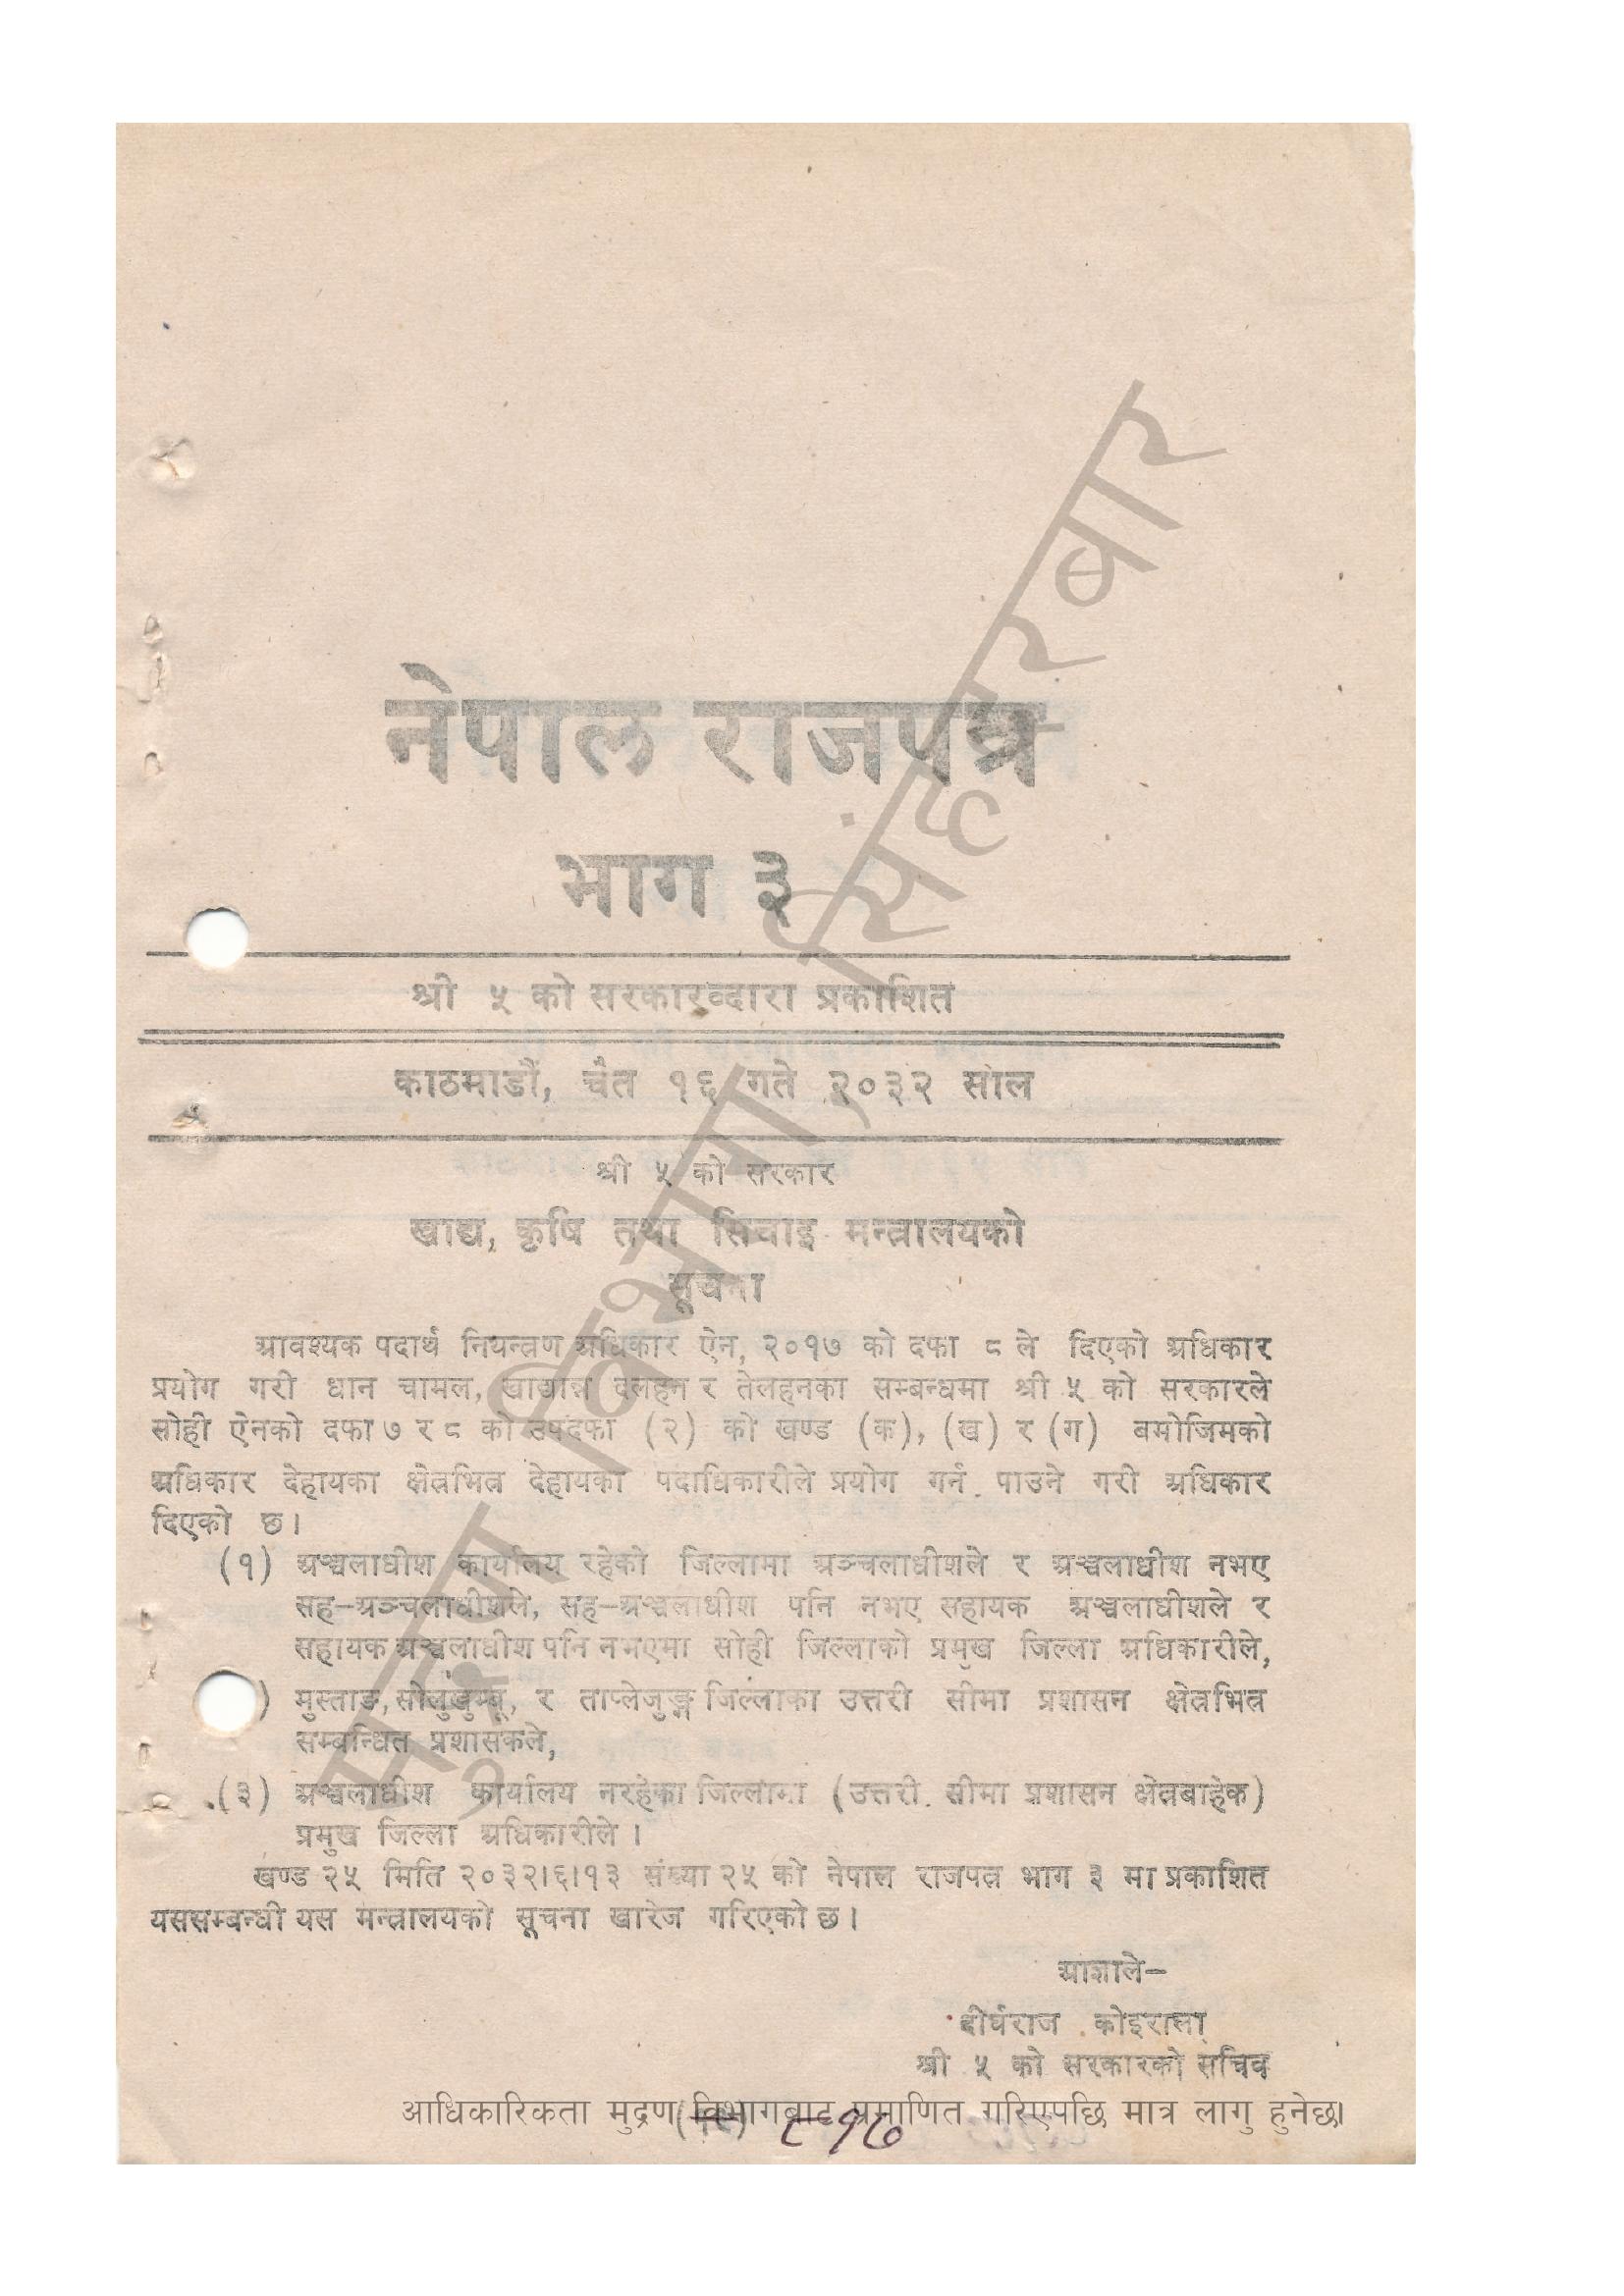 नेपाल राजपत्र
भाग ३
श्री ५ को सरकारव्दारा प्रकाशित
काठमाडौं, चैत १६ गते २०३२ साल
श्री ५ को सरकार
खाद्य, कृषि तथा सिचाइ मन्त्रालयको
सूचना
आवश्यक पदार्थ नियन्त्रण अधिकार ऐन, २०१७ को दफा ८ ले दिएको अधिकार
प्रयोग गरी धान चामल, खाद्यान्न दलहन र तेलहनका सम्बन्धमा श्री ५ को सरकारले
सोही ऐनको दफा ७ र ८ को उपदफा (२) को खण्ड (क), (ख) र (ग) बमोजिमको
अधिकार देहायका क्षेत्रभित्र देहायका पदाधिकारीले प्रयोग गर्न पाउने गरी अधिकार
दिएको छ।
(१) अञ्चलाधीश कार्यालय रहेको जिल्लामा अञ्चलाधीशले र अञ्चलाधीश नभए
सह-अञ्चलाधीशले, सह-अञ्चलाधीश पनि नभए सहायक अञ्चलाधीशले र
सहायक अञ्चलाधीश पनि नभएमा सोही जिल्लाको प्रमुख जिल्ला अधिकारीले,
) मुस्ताङ, सोलुखुम्बू, र ताप्लेजुङ्ग जिल्लाका उत्तरी सीमा प्रशासन क्षेत्रभित्र
सम्बन्धित प्रशासकले,
(३) अञ्चलाधीश कार्यालय नरहेका जिल्लामा (उत्तरी सीमा प्रशासन क्षेत्रबाहेक)
प्रमुख जिल्ला अधिकारीले ।
खण्ड २५ मिति २०३२।६।१३ संख्या २५ को नेपाल राजपत्र भाग ३ मा प्रकाशित
यससम्बन्धी यस मन्त्रालयको सूचना खारेज गरिएको छ।
आज्ञाले-
दीर्घराज कोइराला
श्री ५ को सरकारको सचिव
आधिकारिकता मुद्रण विभागबाट प्रमाणित गरिएपछि मात्र लागु हुनेछ।
८१७
मुद्रण विभाग, सिंहदरबार